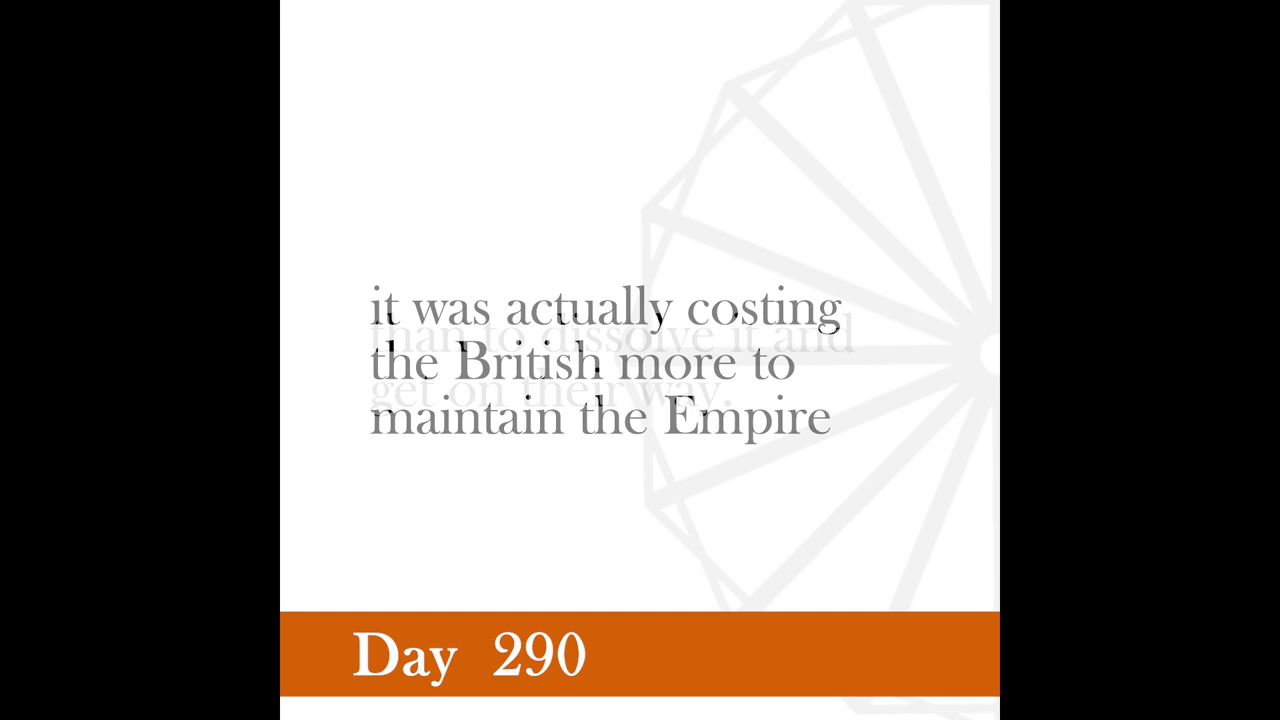 it was actually costing
the British more to
maintain the Empire
than to dissolve it and
get on their way.
Day 290